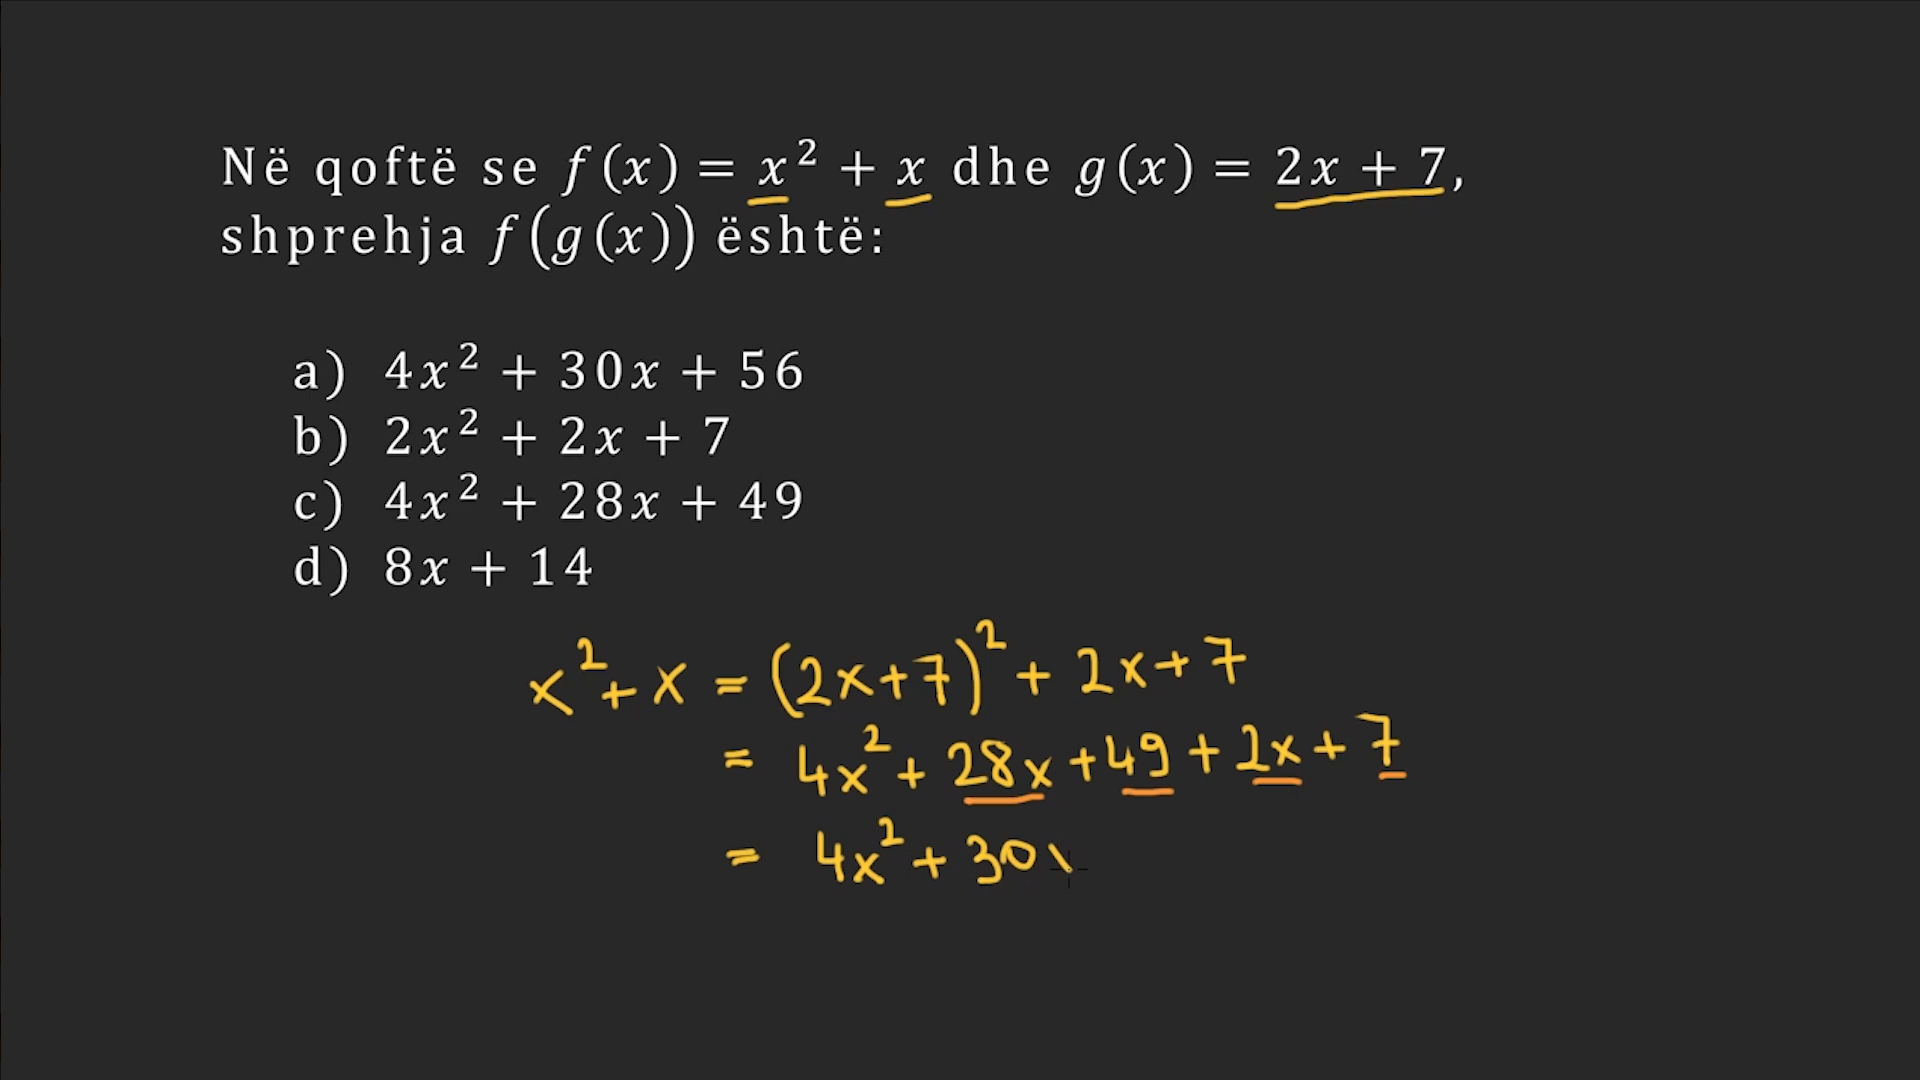 Në qoftë se f(x) = x² + x dhe g(x) = 2x + 7,
shprehja f(g(x)) është:
a) 4x² + 30x + 56
b) 2x² + 2x + 7
c) 4x² + 28x + 49
d) 8x + 14
x² + x = (2x+7)² + 2x + 7
= 4x² + 28x + 49 + 2x + 7
= 4x² + 30